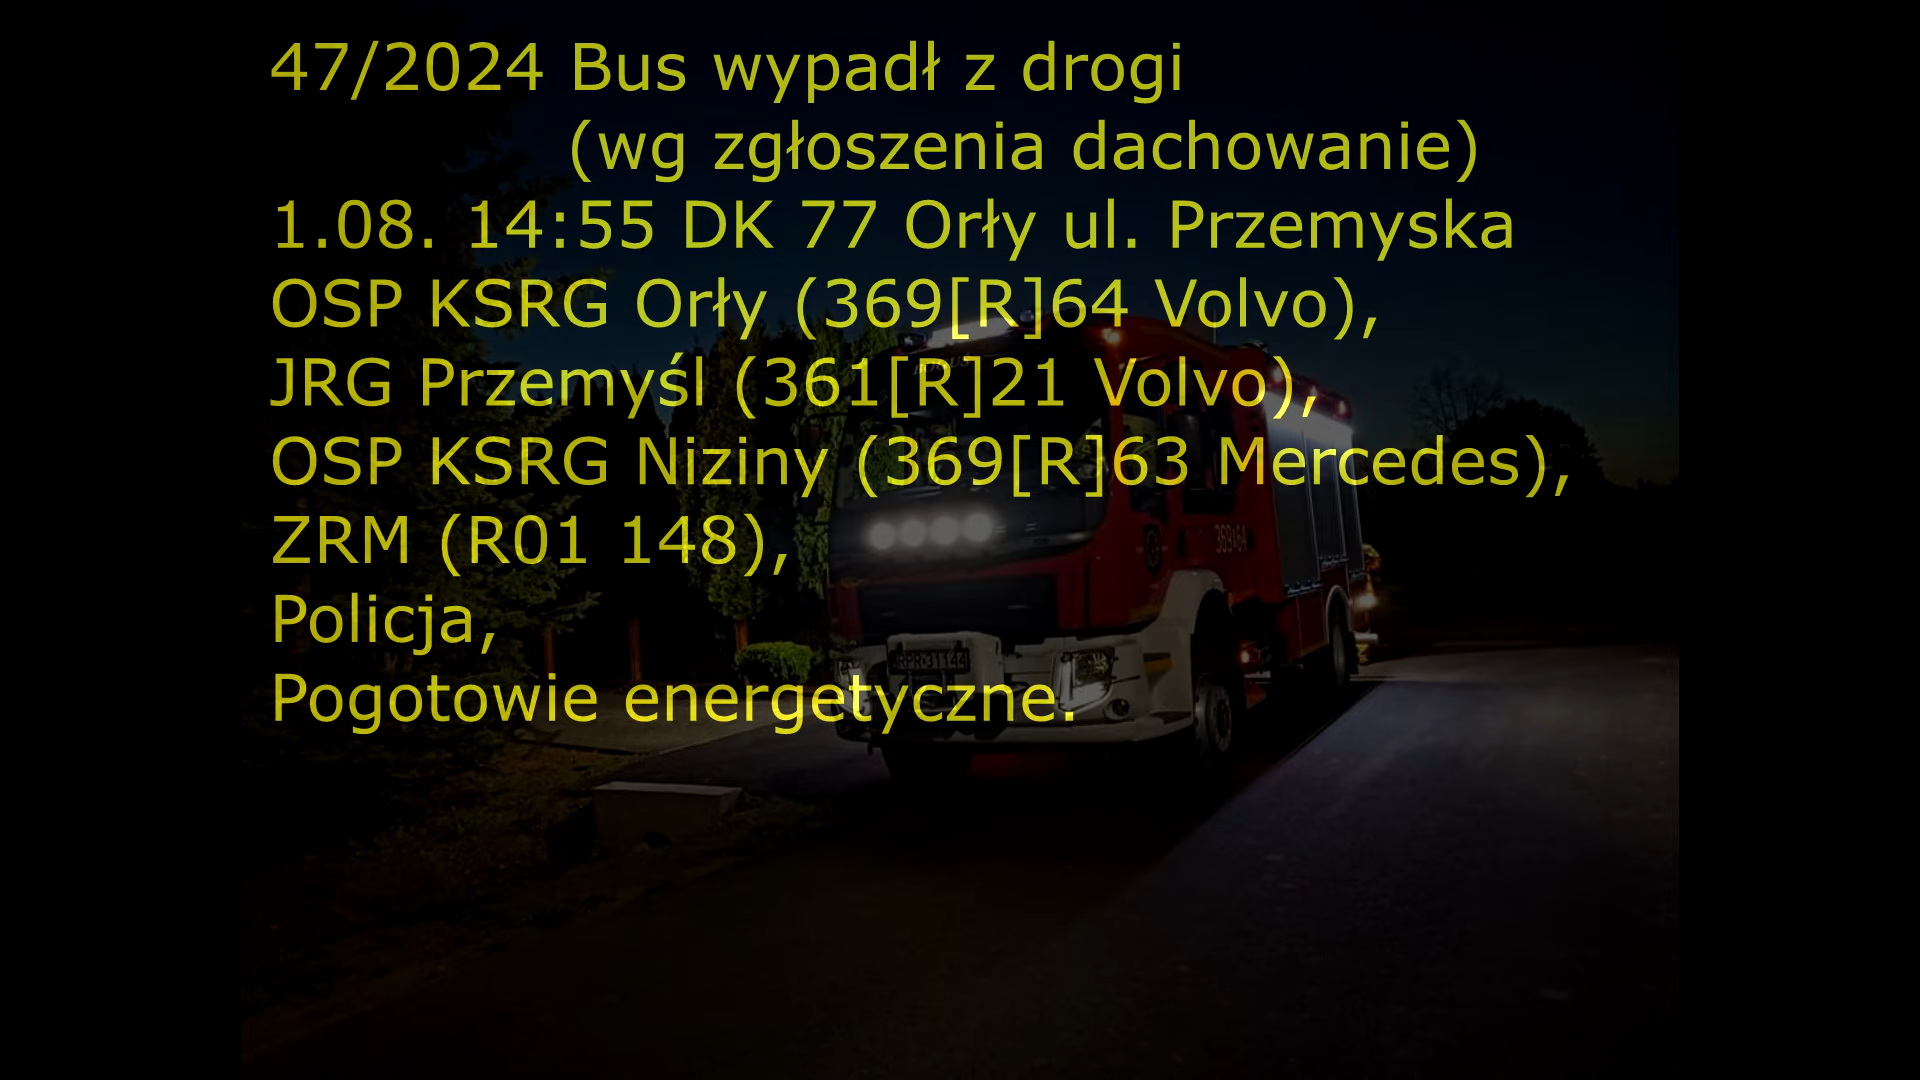 47/2024 Bus wypadł z drogi
(wg zgłoszenia dachowanie)
1.08. 14:55 DK 77 Orły ul. Przemyska
OSP KSRG Orły (369[R]64 Volvo),
JRG Przemyśl (361[R]21 Volvo),
OSP KSRG Niziny (369[R]63 Mercedes),
ZRM (R01 148),
Policja,
Pogotowie energetyczne.
RPR 31144